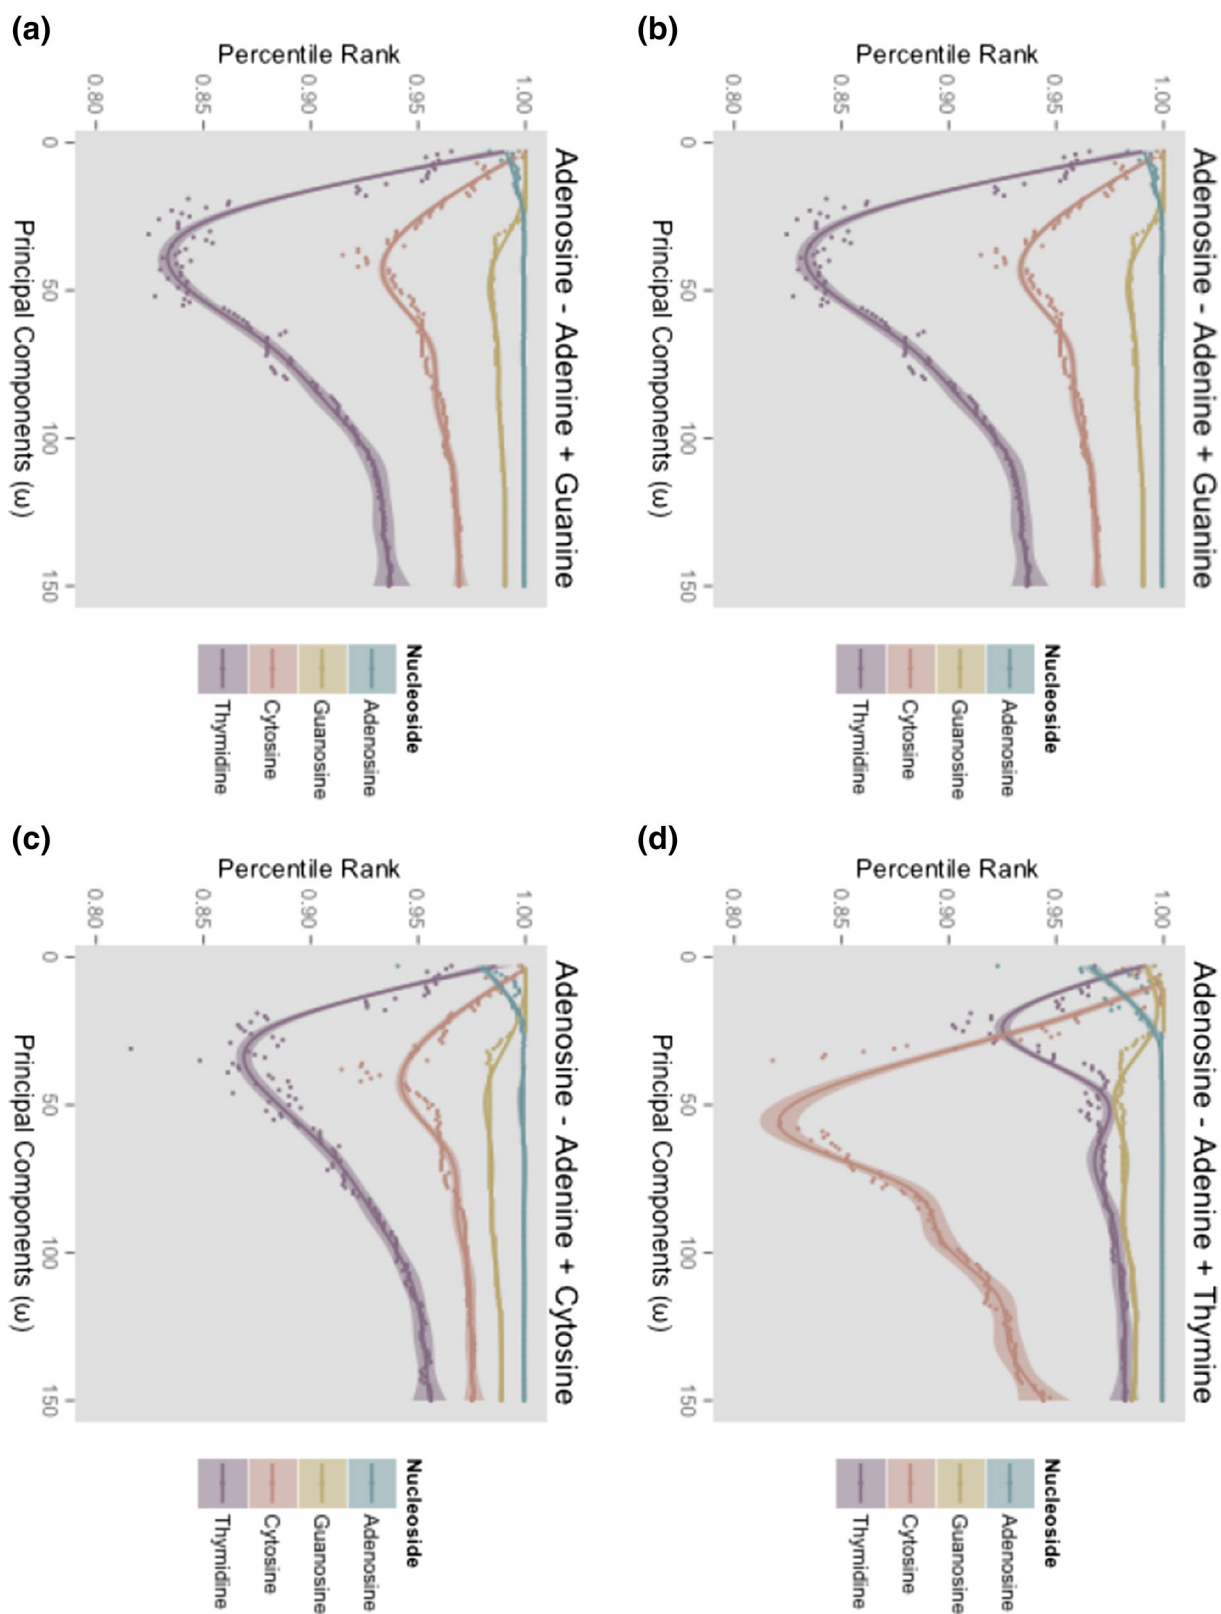 (a)
Adenosine - Adenine + Guanine
Percentile Rank
1.00
0.95
0.90
0.85
0.80
0
50
100
150
Principal Components (ω)
Nucleoside
Adenosine
Guanosine
Cytosine
Thymidine
(b)
Adenosine - Adenine + Guanine
Percentile Rank
1.00
0.95
0.90
0.85
0.80
0
50
100
150
Principal Components (ω)
Nucleoside
Adenosine
Guanosine
Cytosine
Thymidine
(c)
Adenosine - Adenine + Cytosine
Percentile Rank
1.00
0.95
0.90
0.85
0.80
0
50
100
150
Principal Components (ω)
Nucleoside
Adenosine
Guanosine
Cytosine
Thymidine
(d)
Adenosine - Adenine + Thymine
Percentile Rank
1.00
0.95
0.90
0.85
0.80
0
50
100
150
Principal Components (ω)
Nucleoside
Adenosine
Guanosine
Cytosine
Thymidine